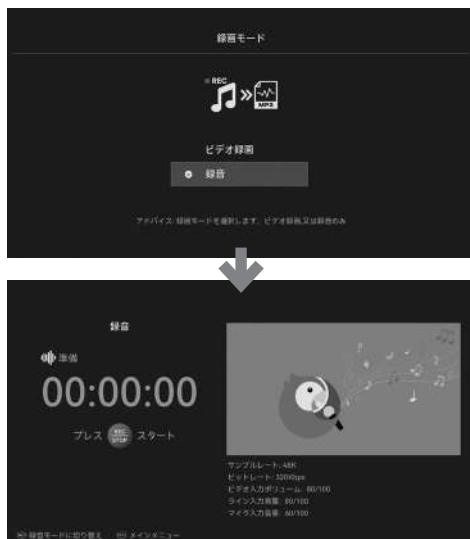 録画モード
REC
MP3
ビデオ録画
録音
アドバイス: 録画モードを選択します。ビデオ録画又は録音のみ
録音
準備
00:00:00
プレス REC STOP スタート
サンプルレート: 48K
ビットレート: 320Kbps
ビデオ入力ボリューム: 80/100
ライン入力音量: 80/100
マイク入力音量: 60/100
録音モードに切り替え メインメニュー